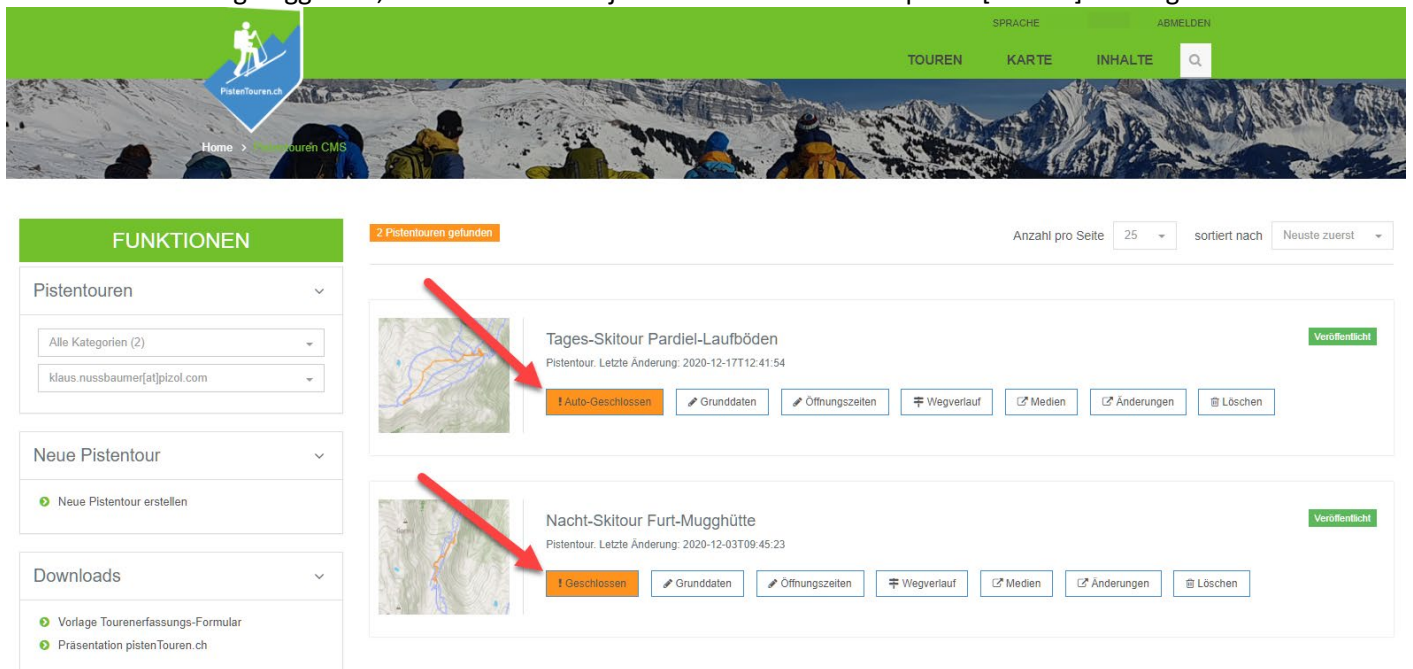 SPRACHE ABMELDEN
TOUREN KARTE INHALTE
PistenTouren.ch
Home > Pistentouren CMS
FUNKTIONEN
2 Pistentouren gefunden
Anzahl pro Seite 25 sortiert nach Neuste zuerst
Pistentouren
Alle Kategorien (2)
klaus.nussbaumer[at]pizol.com
Neue Pistentour
Neue Pistentour erstellen
Downloads
Vorlage Tourenerfassungs-Formular
Präsentation pistenTouren.ch
Tages-Skitour Pardiel-Laufböden
Veröffentlicht
Pistentour. Letzte Änderung: 2020-12-17T12:41:54
! Auto-Geschlossen Grunddaten Öffnungszeiten Wegverlauf Medien Änderungen Löschen
Nacht-Skitour Furt-Mugghütte
Veröffentlicht
Pistentour. Letzte Änderung: 2020-12-03T09:45:23
! Geschlossen Grunddaten Öffnungszeiten Wegverlauf Medien Änderungen Löschen